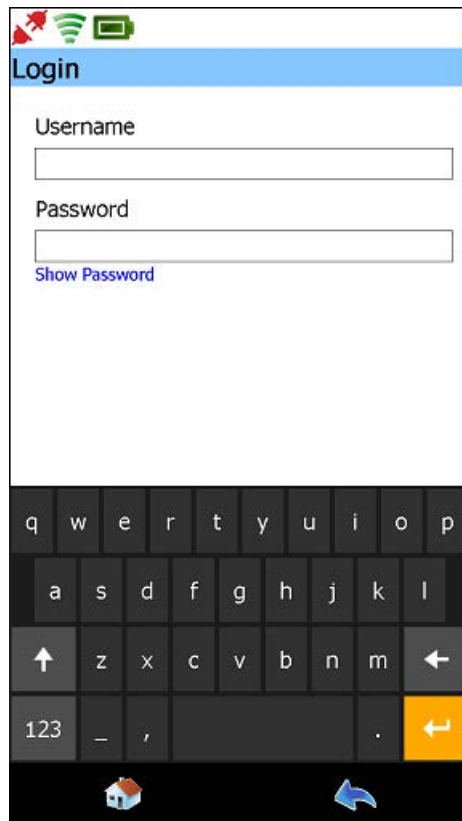 Login
Username
Password
Show Password
q w e r t y u i o p
a s d f g h j k l
z x c v b n m
123 _ , .